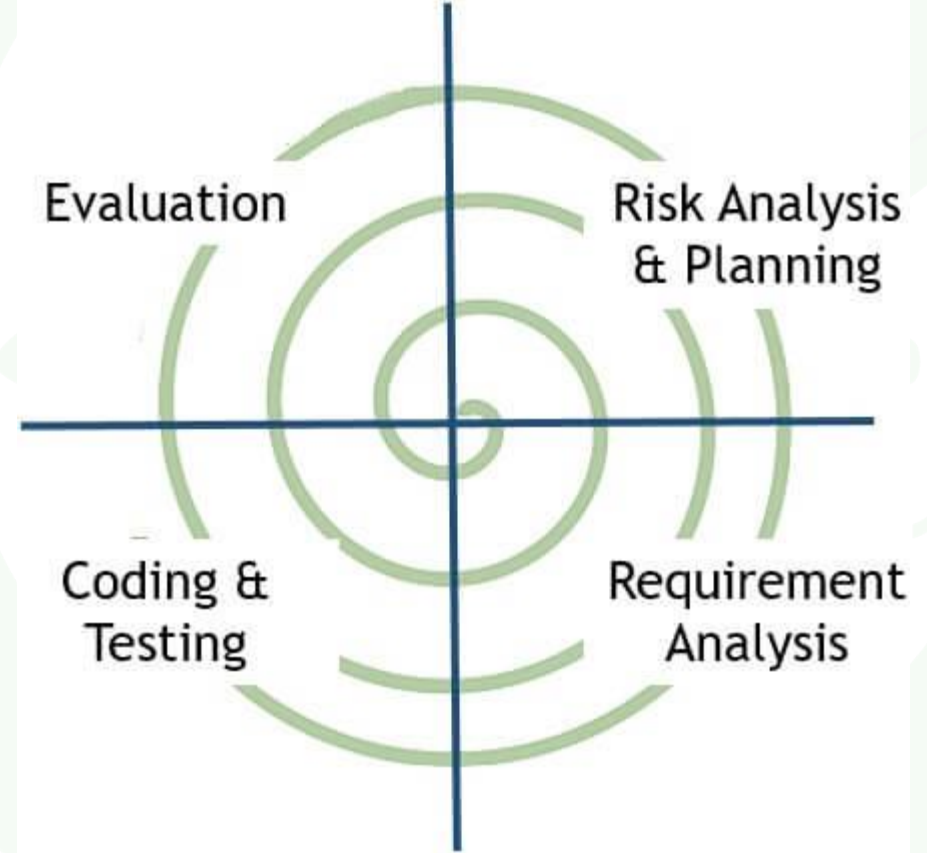 Evaluation
Risk Analysis
& Planning
Coding &
Testing
Requirement
Analysis